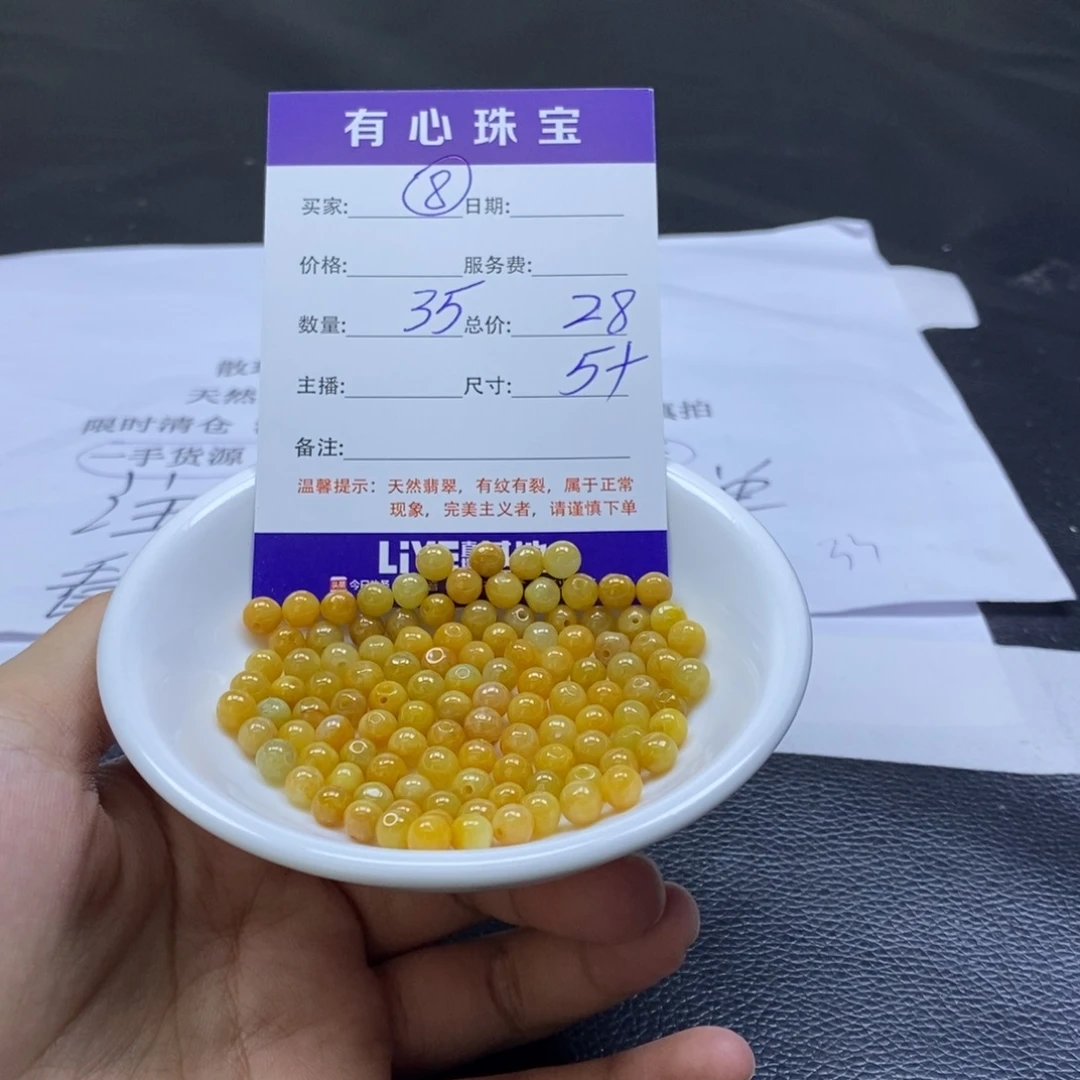 有心珠宝
买家: 8 日期:
价格: 服务费:
数量: 35 总价: 28
主播: 尺寸: 5+
备注:
温馨提示：天然翡翠，有纹有裂，属于正常
现象，完美主义者，请谨慎下单
LiVE
天然
限时清仓
一手货源